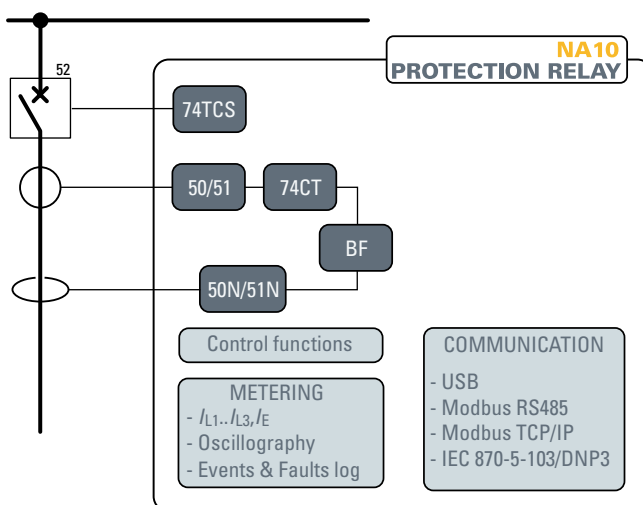 NA10
PROTECTION RELAY
52
74TCS
50/51
74CT
BF
50N/51N
Control functions
METERING
- IL1..IL3,IE
- Oscillography
- Events & Faults log
COMMUNICATION
- USB
- Modbus RS485
- Modbus TCP/IP
- IEC 870-5-103/DNP3